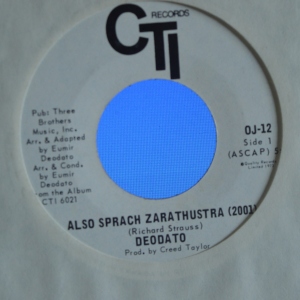 CTI
RECORDS
Pub: Three
Brothers
Music, Inc.
Arr. & Adapted
by Eumir
Deodato
Arr. & Cond.
by Eumir
Deodato
from the Album
CTI 6021
OJ-12
Side 1
(ASCAP)
ALSO SPRACH ZARATHUSTRA (2001)
(Richard Strauss)
DEODATO
Prod. by Creed Taylor